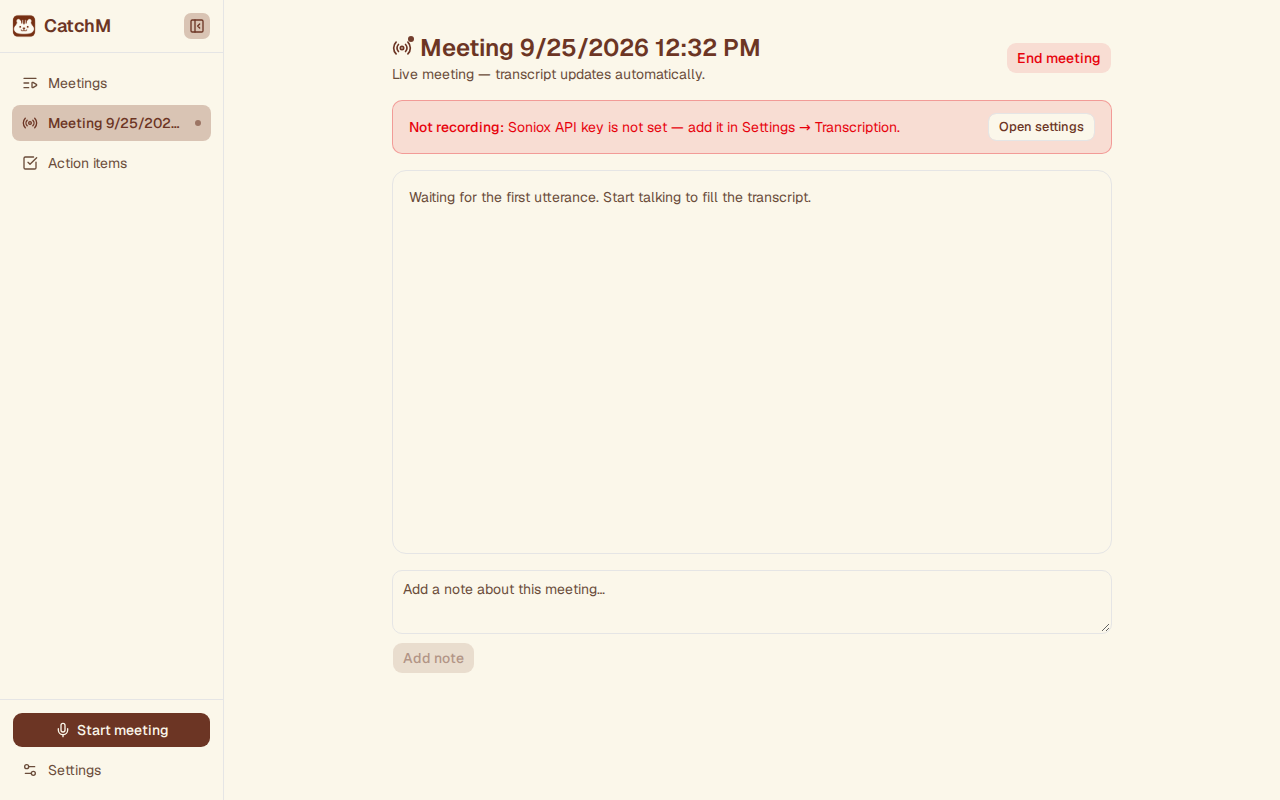 CatchM
Meetings
Meeting 9/25/202...
Action items
Start meeting
Settings
Meeting 9/25/2026 12:32 PM
Live meeting — transcript updates automatically.
End meeting
Not recording: Soniox API key is not set — add it in Settings → Transcription.
Open settings
Waiting for the first utterance. Start talking to fill the transcript.
Add a note about this meeting...
Add note